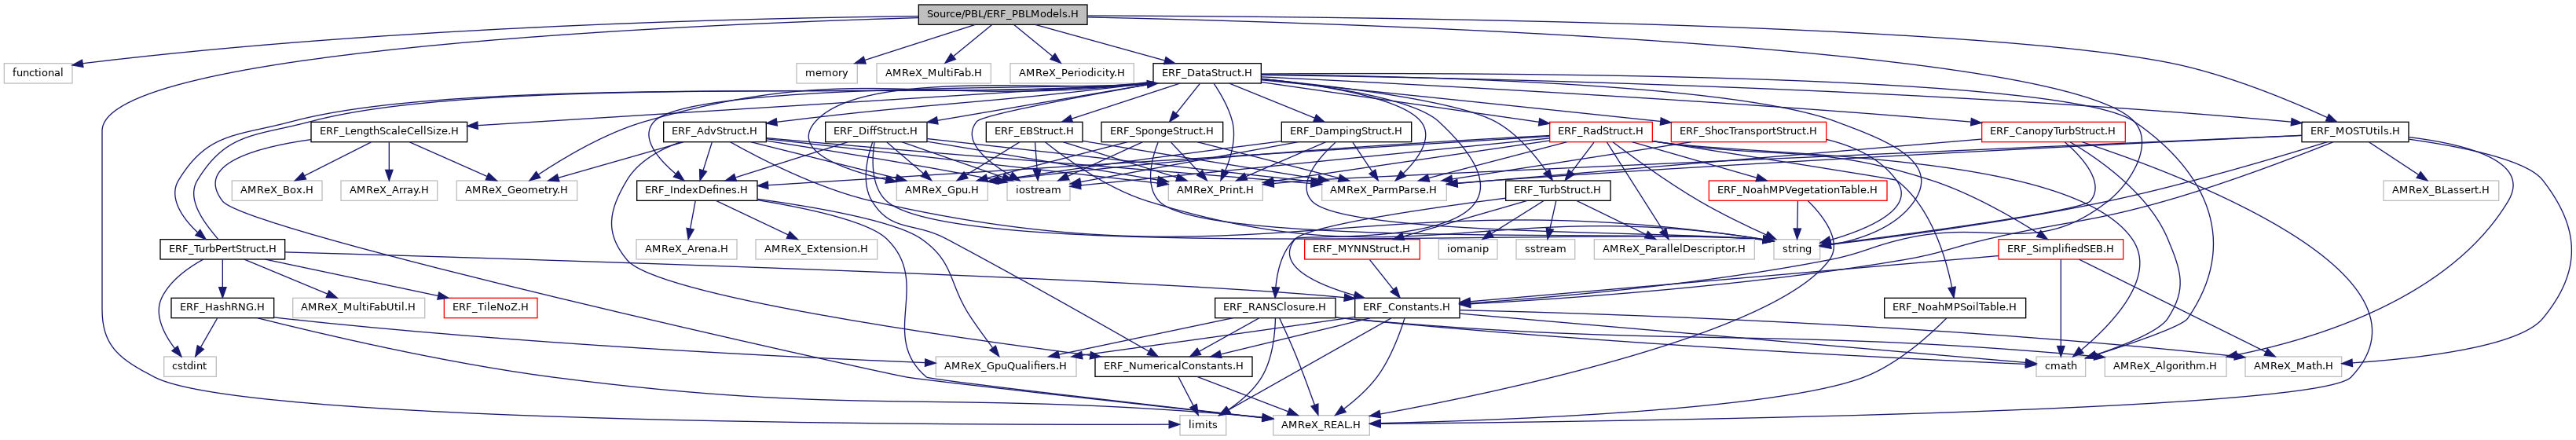 Source/PBL/ERF_PBLModels.H
functional
memory
AMReX_MultiFab.H
AMReX_Periodicity.H
ERF_DataStruct.H
ERF_LengthScaleCellSize.H
ERF_AdvStruct.H
ERF_DiffStruct.H
ERF_EBStruct.H
ERF_SpongeStruct.H
ERF_DampingStruct.H
ERF_RadStruct.H
ERF_ShocTransportStruct.H
ERF_CanopyTurbStruct.H
ERF_MOSTUtils.H
AMReX_Box.H
AMReX_Array.H
AMReX_Geometry.H
ERF_IndexDefines.H
AMReX_Gpu.H
iostream
AMReX_Print.H
AMReX_ParmParse.H
ERF_TurbStruct.H
ERF_NoahMPVegetationTable.H
AMReX_BLassert.H
ERF_TurbPertStruct.H
AMReX_Arena.H
AMReX_Extension.H
ERF_MYNNStruct.H
iomanip
sstream
AMReX_ParallelDescriptor.H
string
ERF_SimplifiedSEB.H
ERF_HashRNG.H
AMReX_MultiFabUtil.H
ERF_TileNoZ.H
ERF_RANSClosure.H
ERF_Constants.H
ERF_NoahMPSoilTable.H
cstdint
AMReX_GpuQualifiers.H
ERF_NumericalConstants.H
cmath
AMReX_Algorithm.H
AMReX_Math.H
limits
AMReX_REAL.H